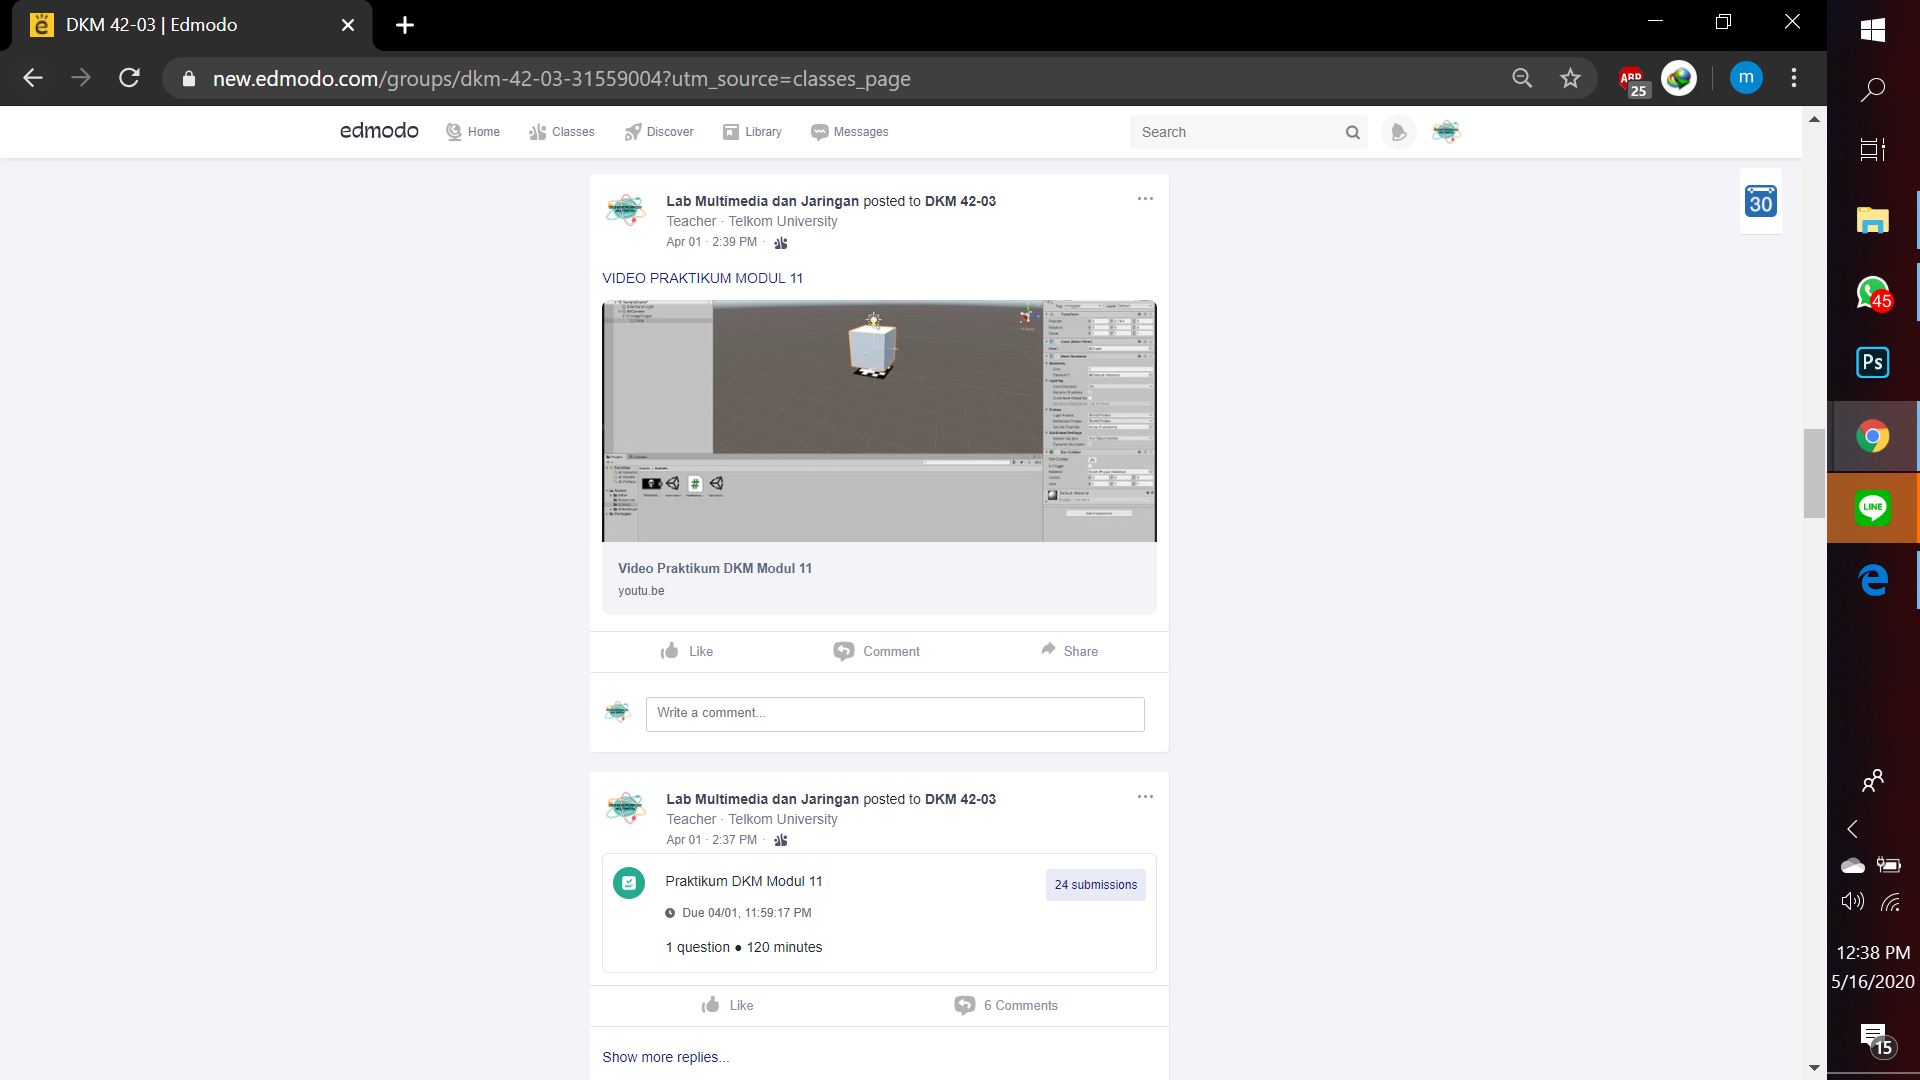 DKM 42-03 | Edmodo
new.edmodo.com/groups/dkm-42-03-31559004?utm_source=classes_page
ABP
25
m
edmodo
Home
Classes
Discover
Library
Messages
Search
30
Lab Multimedia dan Jaringan posted to DKM 42-03
Teacher · Telkom University
Apr 01 · 2:39 PM ·
VIDEO PRAKTIKUM MODUL 11
Video Praktikum DKM Modul 11
youtu.be
Like
Comment
Share
Write a comment...
Lab Multimedia dan Jaringan posted to DKM 42-03
Teacher · Telkom University
Apr 01 · 2:37 PM ·
Praktikum DKM Modul 11
24 submissions
Due 04/01, 11:59:17 PM
1 question ● 120 minutes
Like
6 Comments
Show more replies...
45
Ps
LINE
12:38 PM
5/16/2020
15